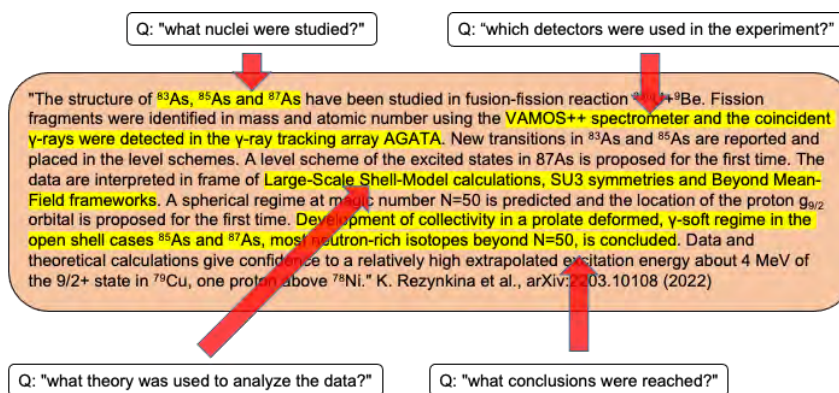 Q: "what nuclei were studied?"
Q: “which detectors were used in the experiment?”
"The structure of ⁸³As, ⁸⁵As and ⁸⁷As have been studied in fusion-fission reaction U+⁹Be. Fission
fragments were identified in mass and atomic number using the VAMOS++ spectrometer and the coincident
γ-rays were detected in the γ-ray tracking array AGATA. New transitions in ⁸³As and ⁸⁵As are reported and
placed in the level schemes. A level scheme of the excited states in 87As is proposed for the first time. The
data are interpreted in frame of Large-Scale Shell-Model calculations, SU3 symmetries and Beyond Mean-
Field frameworks. A spherical regime at magic number N=50 is predicted and the location of the proton g₉/₂
orbital is proposed for the first time. Development of collectivity in a prolate deformed, γ-soft regime in the
open shell cases ⁸⁵As and ⁸⁷As, most neutron-rich isotopes beyond N=50, is concluded. Data and
theoretical calculations give confidence to a relatively high extrapolated excitation energy about 4 MeV of
the 9/2+ state in ⁷⁹Cu, one proton above ⁷⁸Ni." K. Rezynkina et al., arXiv:2203.10108 (2022)
Q: "what theory was used to analyze the data?"
Q: "what conclusions were reached?"